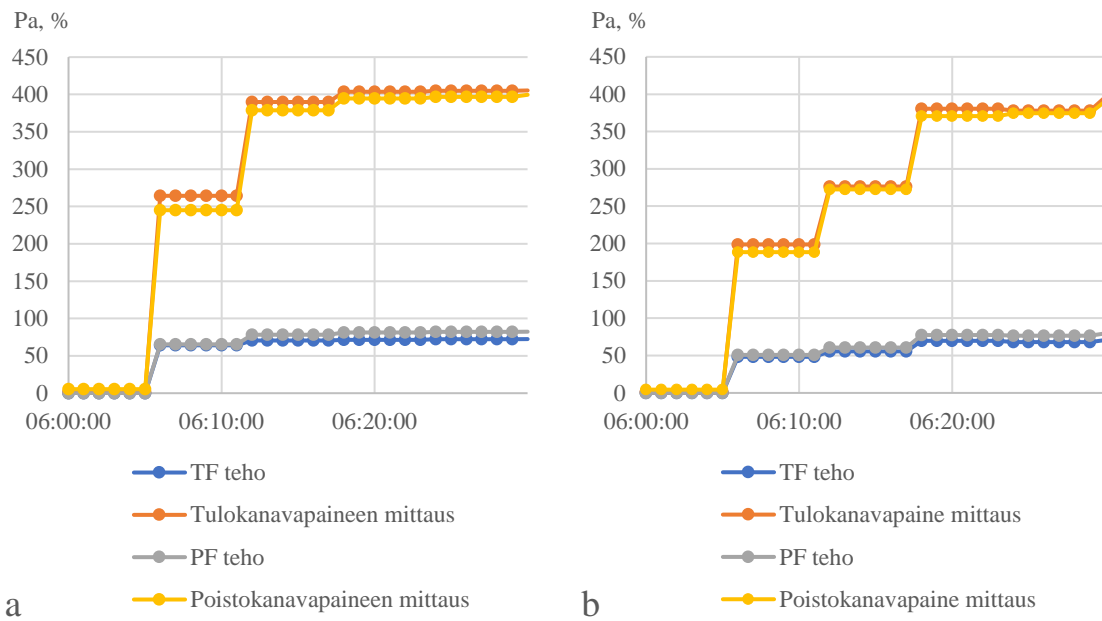 Pa, %
450
400
350
300
250
200
150
100
50
0
06:00:00 06:10:00 06:20:00
TF teho
Tulokanavapaineen mittaus
PF teho
Poistokanavapaineen mittaus
a
Pa, %
450
400
350
300
250
200
150
100
50
0
06:00:00 06:10:00 06:20:00
TF teho
Tulokanavapaine mittaus
PF teho
Poistokanavapaine mittaus
b